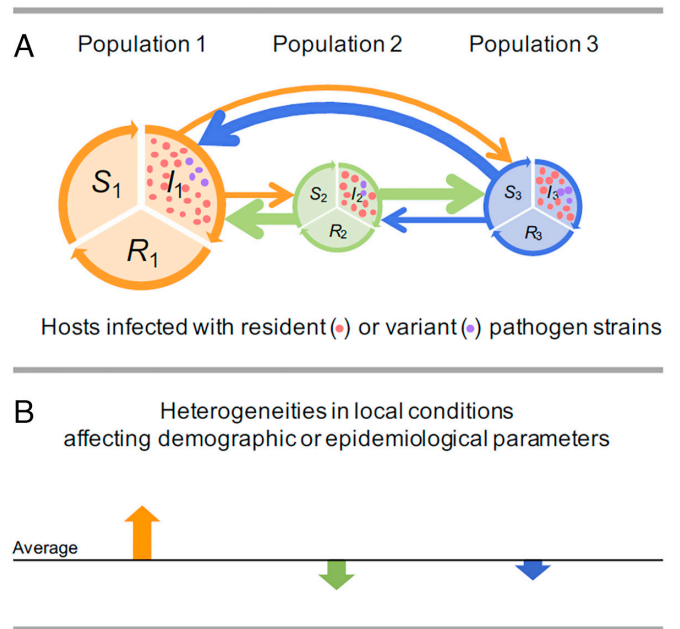 A
Population 1 Population 2 Population 3
S1 I1 R1
S2 I2 R2
S3 I3 R3
Hosts infected with resident (•) or variant (•) pathogen strains
B
Heterogeneities in local conditions
affecting demographic or epidemiological parameters
Average